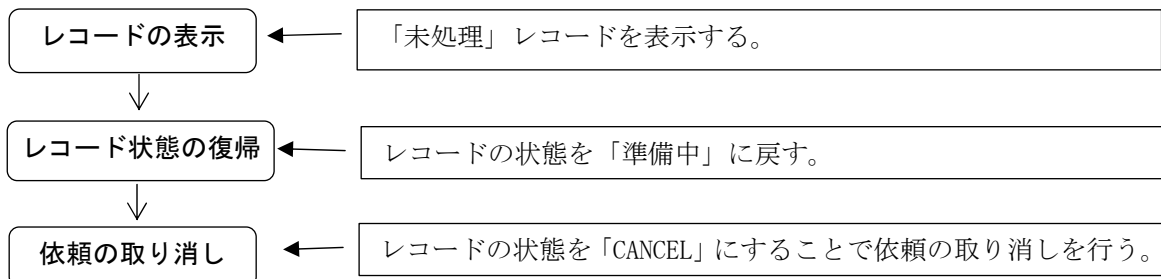 レコードの表示
「未処理」レコードを表示する。
レコード状態の復帰
レコードの状態を「準備中」に戻す。
依頼の取り消し
レコードの状態を「CANCEL」にすることで依頼の取り消しを行う。